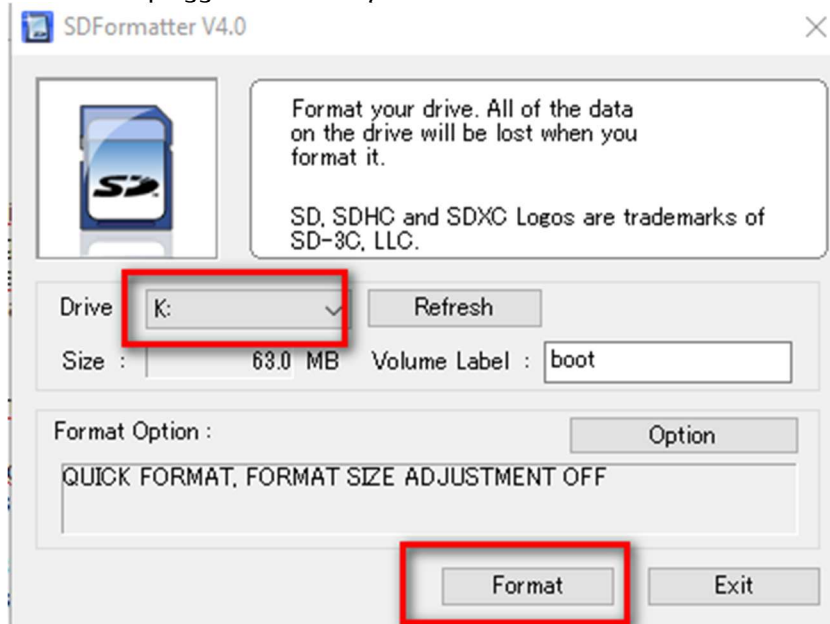 SDFormatter V4.0
Format your drive. All of the data
on the drive will be lost when you
format it.
SD, SDHC and SDXC Logos are trademarks of
SD-3C, LLC.
SD
Drive K: Refresh
Size : 63.0 MB Volume Label : boot
Format Option :
Option
QUICK FORMAT, FORMAT SIZE ADJUSTMENT OFF
Format Exit